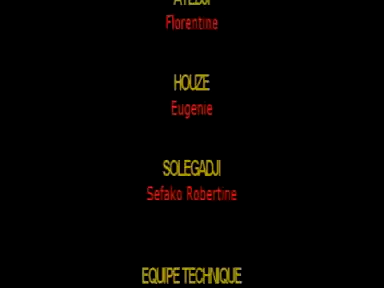 Florentine
HOUZE
Eugenie
SOLEGADJI
Sefako Robertine
EQUIPE TECHNIQUE